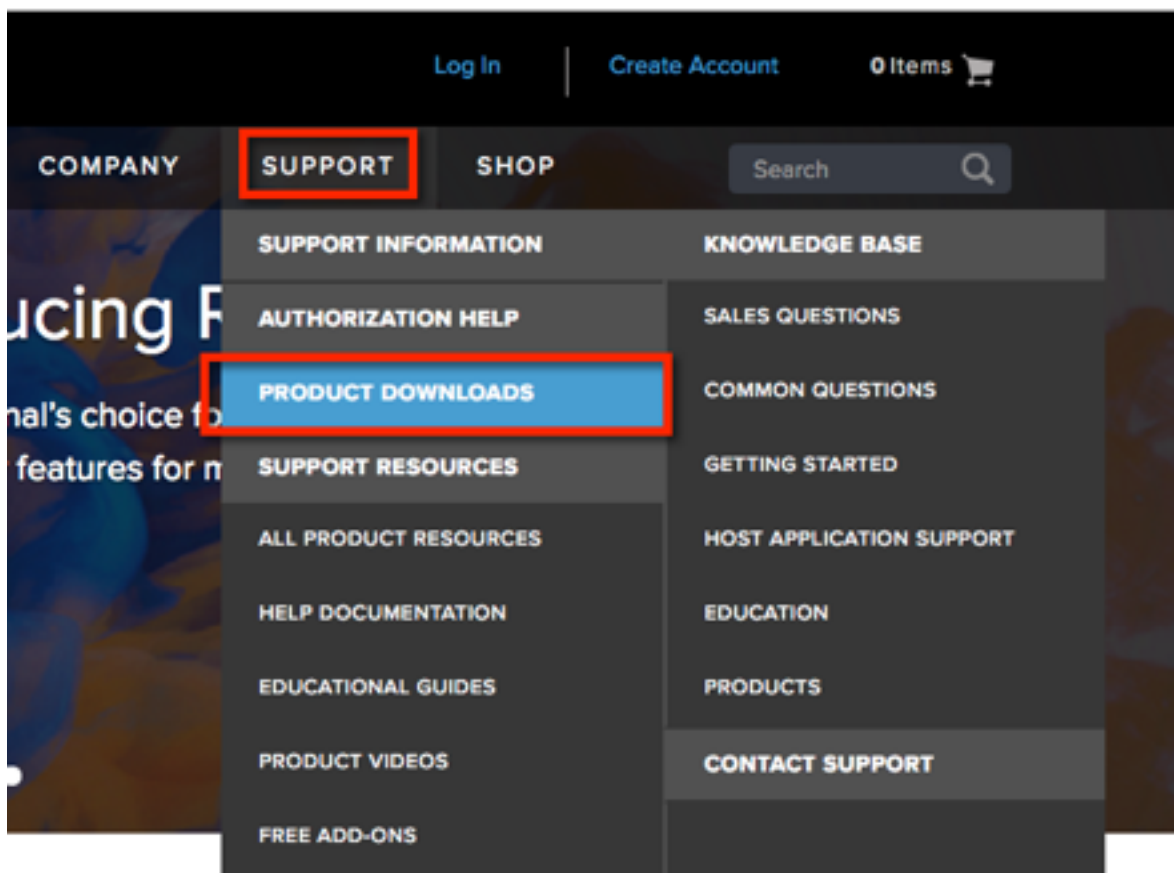 Log In
Create Account
0 Items
COMPANY
SUPPORT
SHOP
Search
SUPPORT INFORMATION
AUTHORIZATION HELP
PRODUCT DOWNLOADS
SUPPORT RESOURCES
ALL PRODUCT RESOURCES
HELP DOCUMENTATION
EDUCATIONAL GUIDES
PRODUCT VIDEOS
FREE ADD-ONS
KNOWLEDGE BASE
SALES QUESTIONS
COMMON QUESTIONS
GETTING STARTED
HOST APPLICATION SUPPORT
EDUCATION
PRODUCTS
CONTACT SUPPORT
ucing
nal's choice fo
features for m